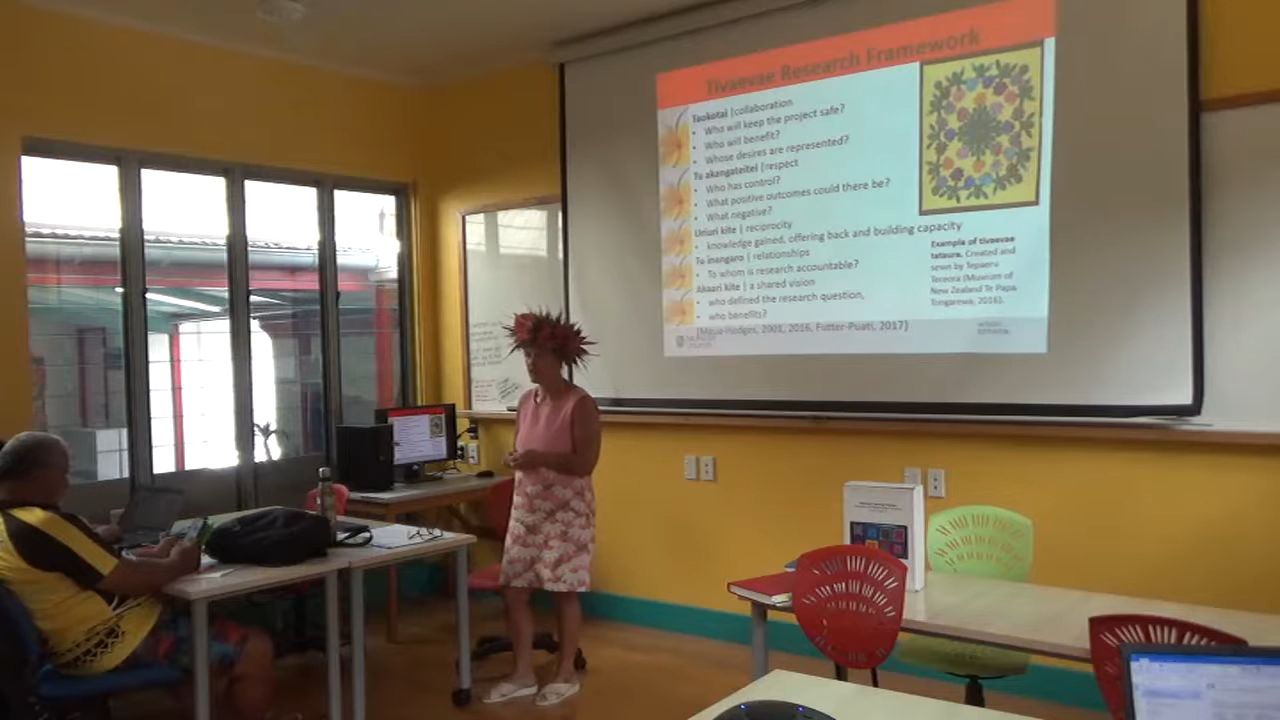 Tivaevae Research Framework
Taokotai |collaboration
• Who will keep the project safe?
• Who will benefit?
• Whose desires are represented?
Tu akangateitei |respect
• Who has control?
• What positive outcomes could there be?
• What negative?
Uriuri kite | reciprocity
• knowledge gained, offering back and building capacity
Tu inangaro | relationships
• To whom is research accountable?
Akaari kite | a shared vision
• who defined the research question,
• who benefits?
(Maua-Hodges, 2001, 2016, Futter-Puati, 2017)
Example of tivaevae
tataura. Created and
sewn by Tepaeru
Tereora (Museum of
New Zealand Te Papa
Tongarewa, 2016).